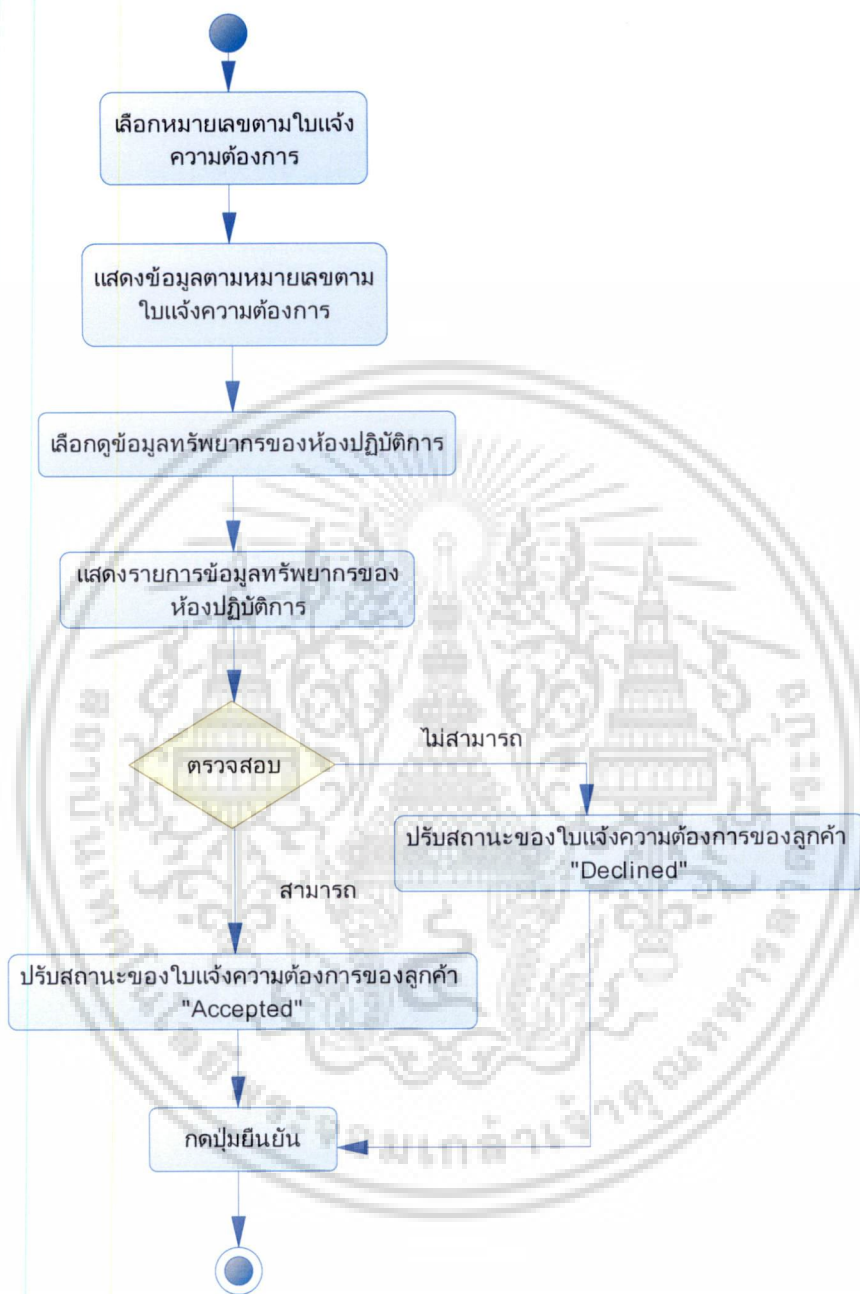 เลือกหมายเลขตามใบแจ้ง
ความต้องการ
แสดงข้อมูลตามหมายเลขตาม
ใบแจ้งความต้องการ
เลือกดูข้อมูลทรัพยากรของห้องปฏิบัติการ
แสดงรายการข้อมูลทรัพยากรของ
ห้องปฏิบัติการ
ตรวจสอบ
ไม่สามารถ
ปรับสถานะของใบแจ้งความต้องการของลูกค้า
"Declined"
สามารถ
ปรับสถานะของใบแจ้งความต้องการของลูกค้า
"Accepted"
กดปุ่มยืนยัน